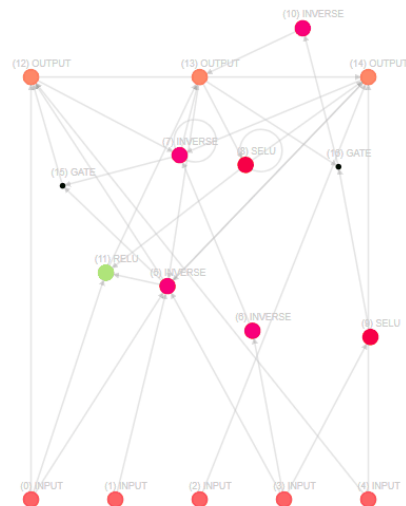 (10) INVERSE
(12) OUTPUT
(13) OUTPUT
(14) OUTPUT
(7) INVERSE
(8) SELU
(15) GATE
(16) GATE
(11) RELU
(5) INVERSE
(6) INVERSE
(9) SELU
(0) INPUT
(1) INPUT
(2) INPUT
(3) INPUT
(4) INPUT